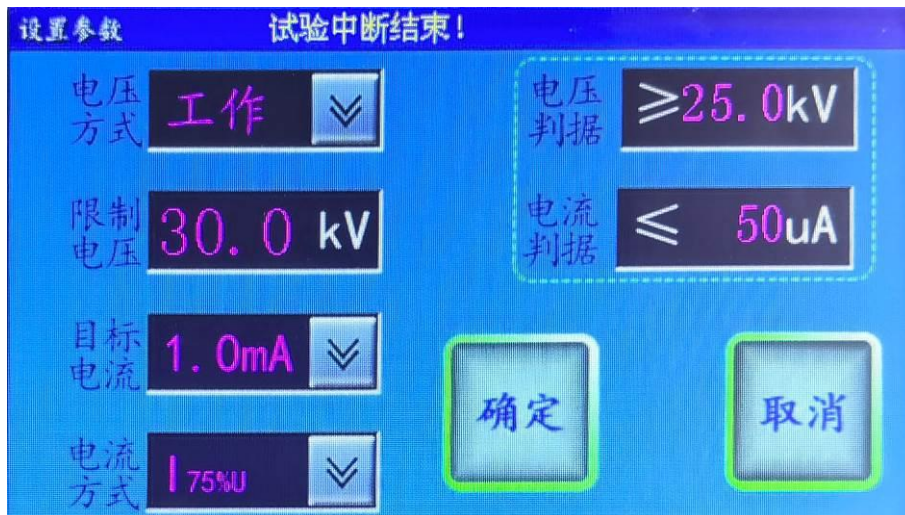 设置参数 试验中断结束!
电压方式 工作
电压判据 ≥25.0kV
限制电压 30.0 kV
电流判据 ≤ 50uA
目标电流 1.0mA
电流方式 I75%U
确定 取消